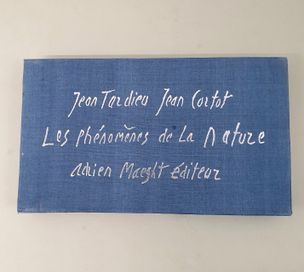 Jean Tardieu Jean Cortot
Les phénomènes de La nature
Adrien Maeght Éditeur